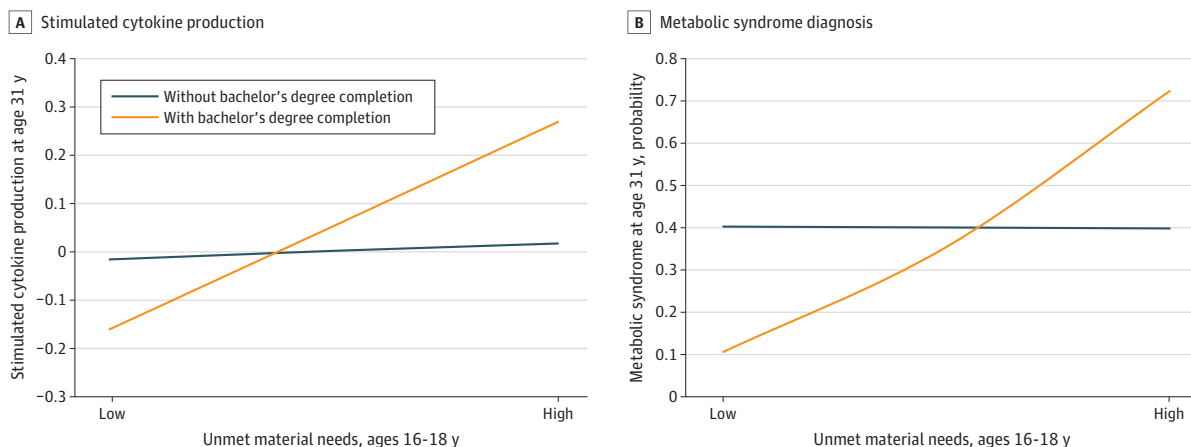 A Stimulated cytokine production
Stimulated cytokine production at age 31 y
0.4
0.3
0.2
0.1
0
−0.1
−0.2
−0.3
Without bachelor's degree completion
With bachelor's degree completion
Low
High
Unmet material needs, ages 16-18 y
B Metabolic syndrome diagnosis
Metabolic syndrome at age 31 y, probability
0.8
0.7
0.6
0.5
0.4
0.3
0.2
0.1
0
Low
High
Unmet material needs, ages 16-18 y